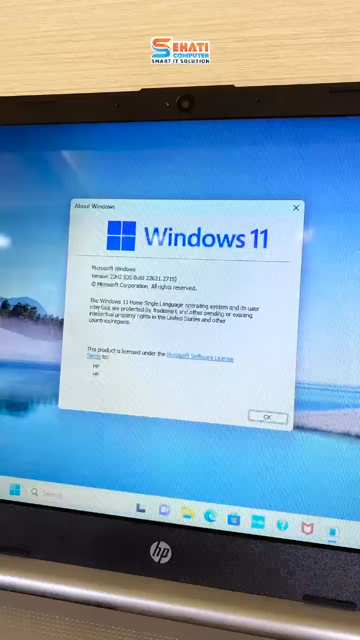 SEHATI
COMPUTER
SMART IT SOLUTION
About Windows
Windows 11
Microsoft Windows
Version 22H2 (OS Build 22621.2715)
© Microsoft Corporation. All rights reserved.
The Windows 11 Home Single Language operating system and its user
interface are protected by trademark and other pending or existing
intellectual property rights in the United States and other
countries/regions.
This product is licensed under the Microsoft Software License
Terms to:
HP
HP
OK
Search
hp